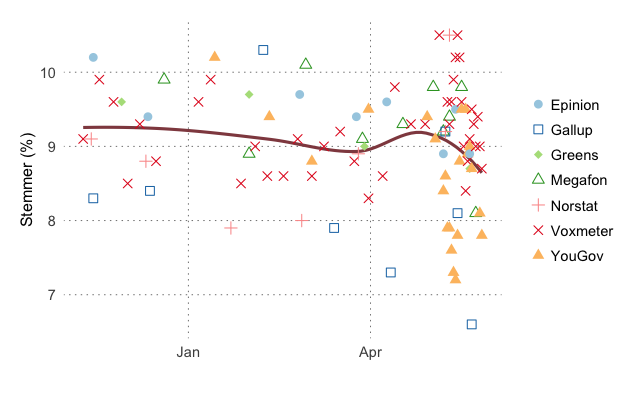 Stemmer (%)
10
9
8
7
Jan
Apr
Epinion
Gallup
Greens
Megafon
Norstat
Voxmeter
YouGov